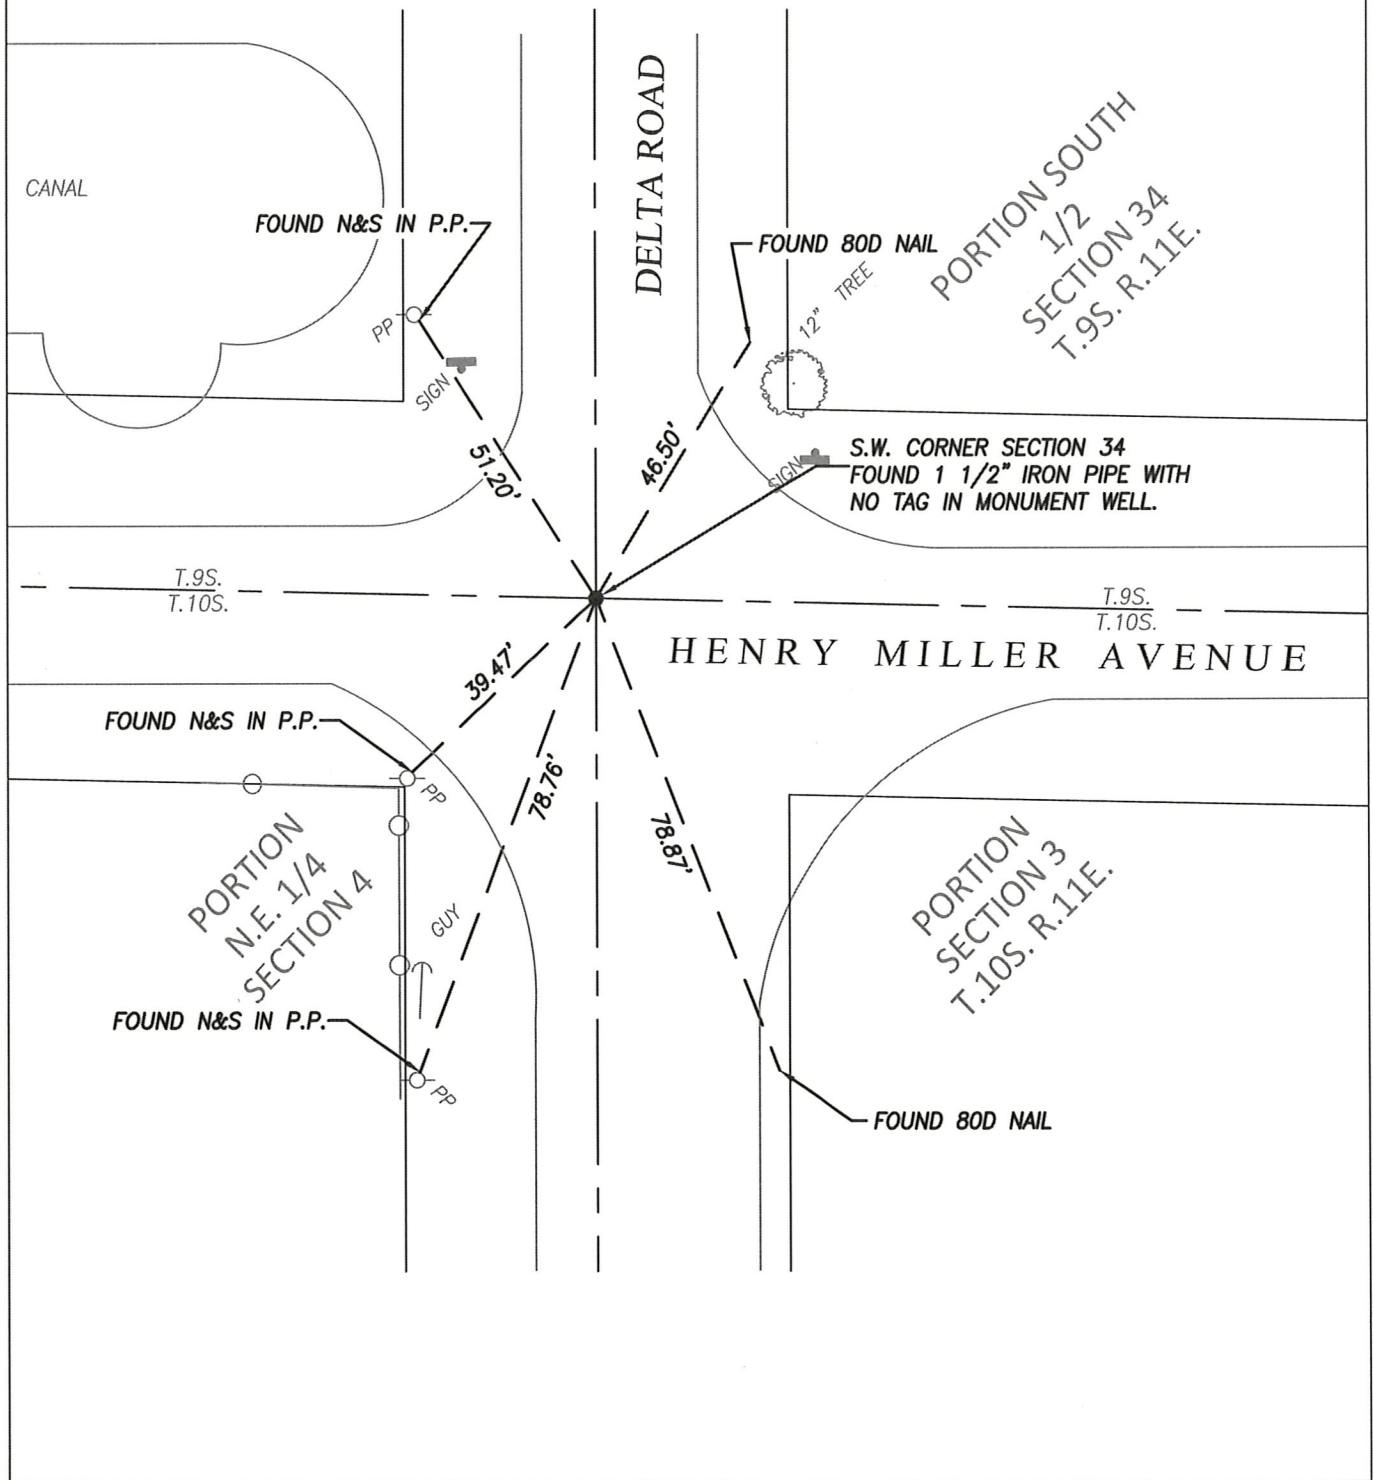 DELTA ROAD
CANAL
FOUND N&S IN P.P.
FOUND 80D NAIL
PORTION SOUTH
1/2
SECTION 34
T.9S. R.11E.
12" TREE
PP
SIGN
51.20'
46.50'
SIGN
S.W. CORNER SECTION 34
FOUND 1 1/2" IRON PIPE WITH
NO TAG IN MONUMENT WELL.
T.9S.
T.10S.
T.9S.
T.10S.
HENRY MILLER AVENUE
39.47'
FOUND N&S IN P.P.
PP
78.76'
78.87'
PORTION
N.E. 1/4
SECTION 4
GUY
PORTION
SECTION 3
T.10S. R.11E.
FOUND N&S IN P.P.
PP
FOUND 80D NAIL